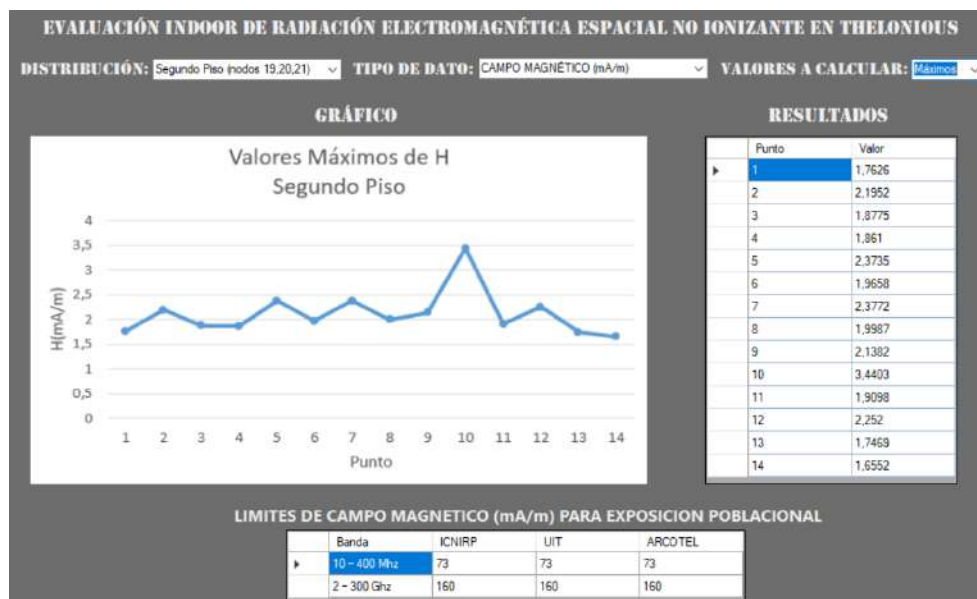 EVALUACIÓN INDOOR DE RADIACIÓN ELECTROMAGNÉTICA ESPACIAL NO IONIZANTE EN THELONIOUS
DISTRIBUCIÓN: Segundo Piso (nodos 19,20,21) TIPO DE DATO: CAMPO MAGNÉTICO (mA/m) VALORES A CALCULAR: Máximos
GRÁFICO
Valores Máximos de H
Segundo Piso
4
3,5
3
2,5
2
1,5
1
0,5
0
H(mA/m)
1 2 3 4 5 6 7 8 9 10 11 12 13 14
Punto
RESULTADOS
Punto Valor
1 1,7626
2 2,1952
3 1,8775
4 1,861
5 2,3735
6 1,9658
7 2,3772
8 1,9987
9 2,1382
10 3,4403
11 1,9098
12 2,252
13 1,7469
14 1,6552
LIMITES DE CAMPO MAGNETICO (mA/m) PARA EXPOSICION POBLACIONAL
Banda ICNIRP UIT ARCOTEL
10 – 400 Mhz 73 73 73
2 – 300 Ghz 160 160 160